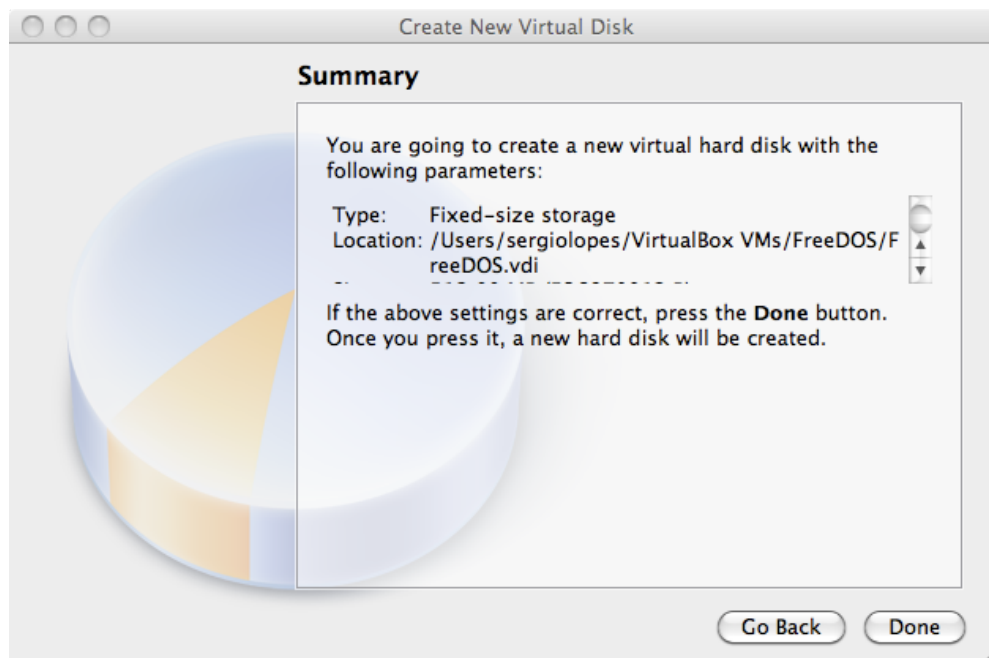 Create New Virtual Disk
Summary
You are going to create a new virtual hard disk with the
following parameters:
Type: Fixed-size storage
Location: /Users/sergiolopes/VirtualBox VMs/FreeDOS/F
reeDOS.vdi
If the above settings are correct, press the Done button.
Once you press it, a new hard disk will be created.
Go Back
Done